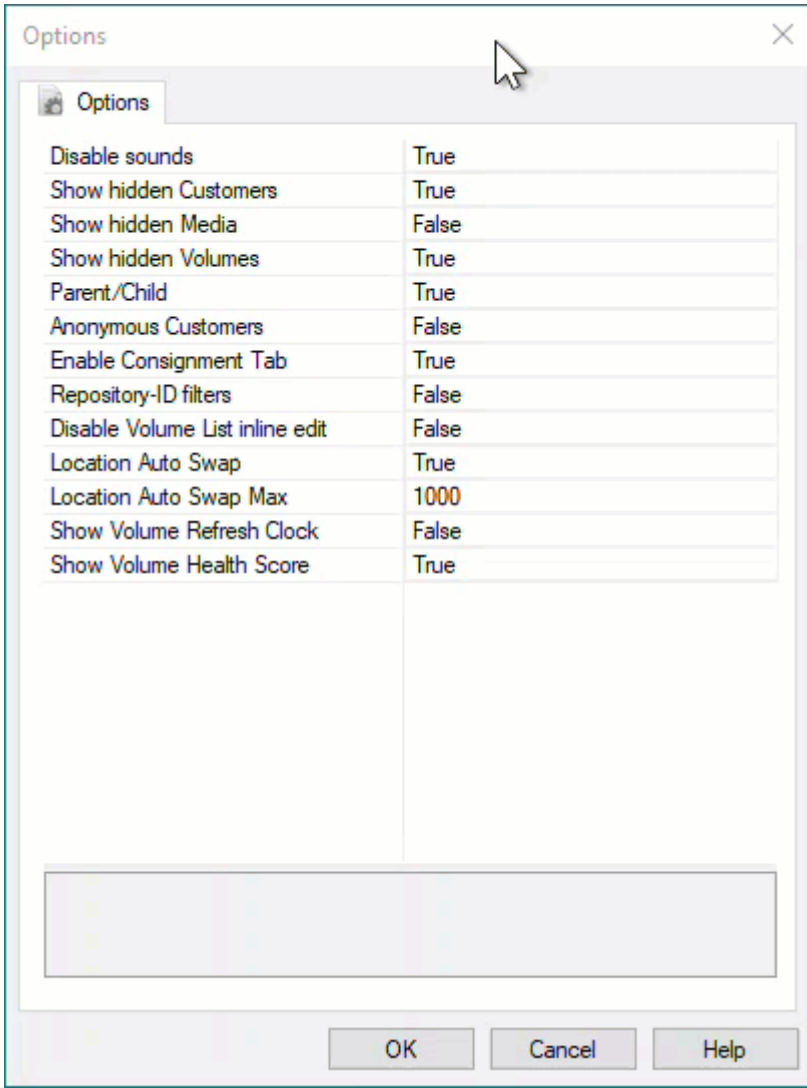 Options
Options
Disable sounds True
Show hidden Customers True
Show hidden Media False
Show hidden Volumes True
Parent/Child True
Anonymous Customers False
Enable Consignment Tab True
Repository-ID filters False
Disable Volume List inline edit False
Location Auto Swap True
Location Auto Swap Max 1000
Show Volume Refresh Clock False
Show Volume Health Score True
OK Cancel Help